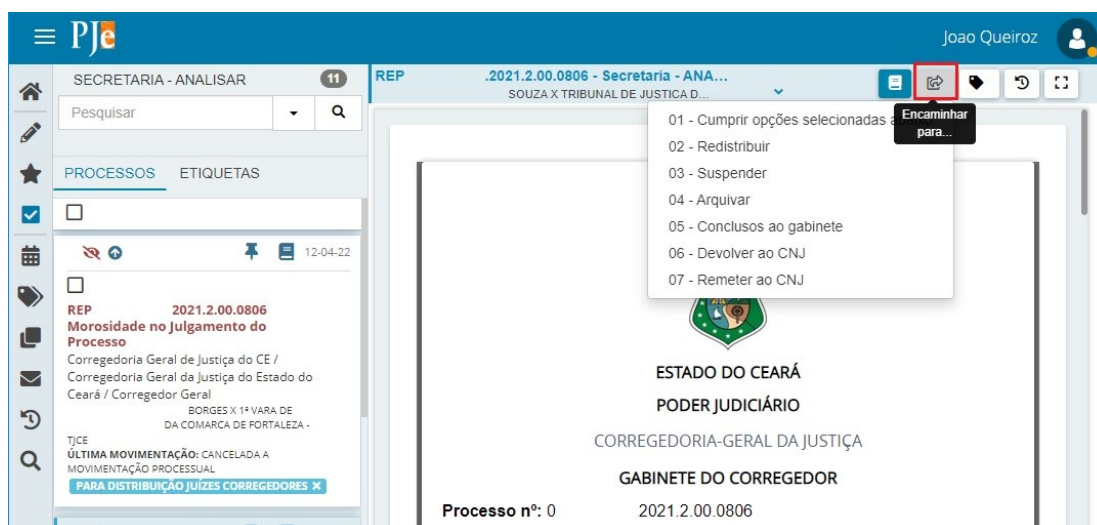 PJe
Joao Queiroz
SECRETARIA - ANALISAR 11
Pesquisar
PROCESSOS ETIQUETAS
12-04-22
REP 2021.2.00.0806
Morosidade no Julgamento do
Processo
Corregedoria Geral de Justiça do CE /
Corregedoria Geral da Justiça do Estado do
Ceará / Corregedor Geral
BORGES X 1ª VARA DE
DA COMARCA DE FORTALEZA -
TJCE
ÚLTIMA MOVIMENTAÇÃO: CANCELADA A
MOVIMENTAÇÃO PROCESSUAL
PARA DISTRIBUIÇÃO JUÍZES CORREGEDORES X
REP .2021.2.00.0806 - Secretaria - ANA...
SOUZA X TRIBUNAL DE JUSTICA D...
Encaminhar
para...
01 - Cumprir opções selecionadas
02 - Redistribuir
03 - Suspender
04 - Arquivar
05 - Conclusos ao gabinete
06 - Devolver ao CNJ
07 - Remeter ao CNJ
ESTADO DO CEARÁ
PODER JUDICIÁRIO
CORREGEDORIA-GERAL DA JUSTIÇA
GABINETE DO CORREGEDOR
Processo nº: 0 2021.2.00.0806